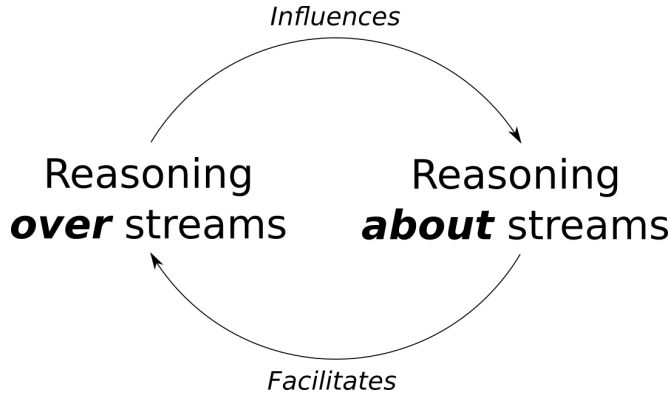 Influences
Reasoning
over streams
Reasoning
about streams
Facilitates